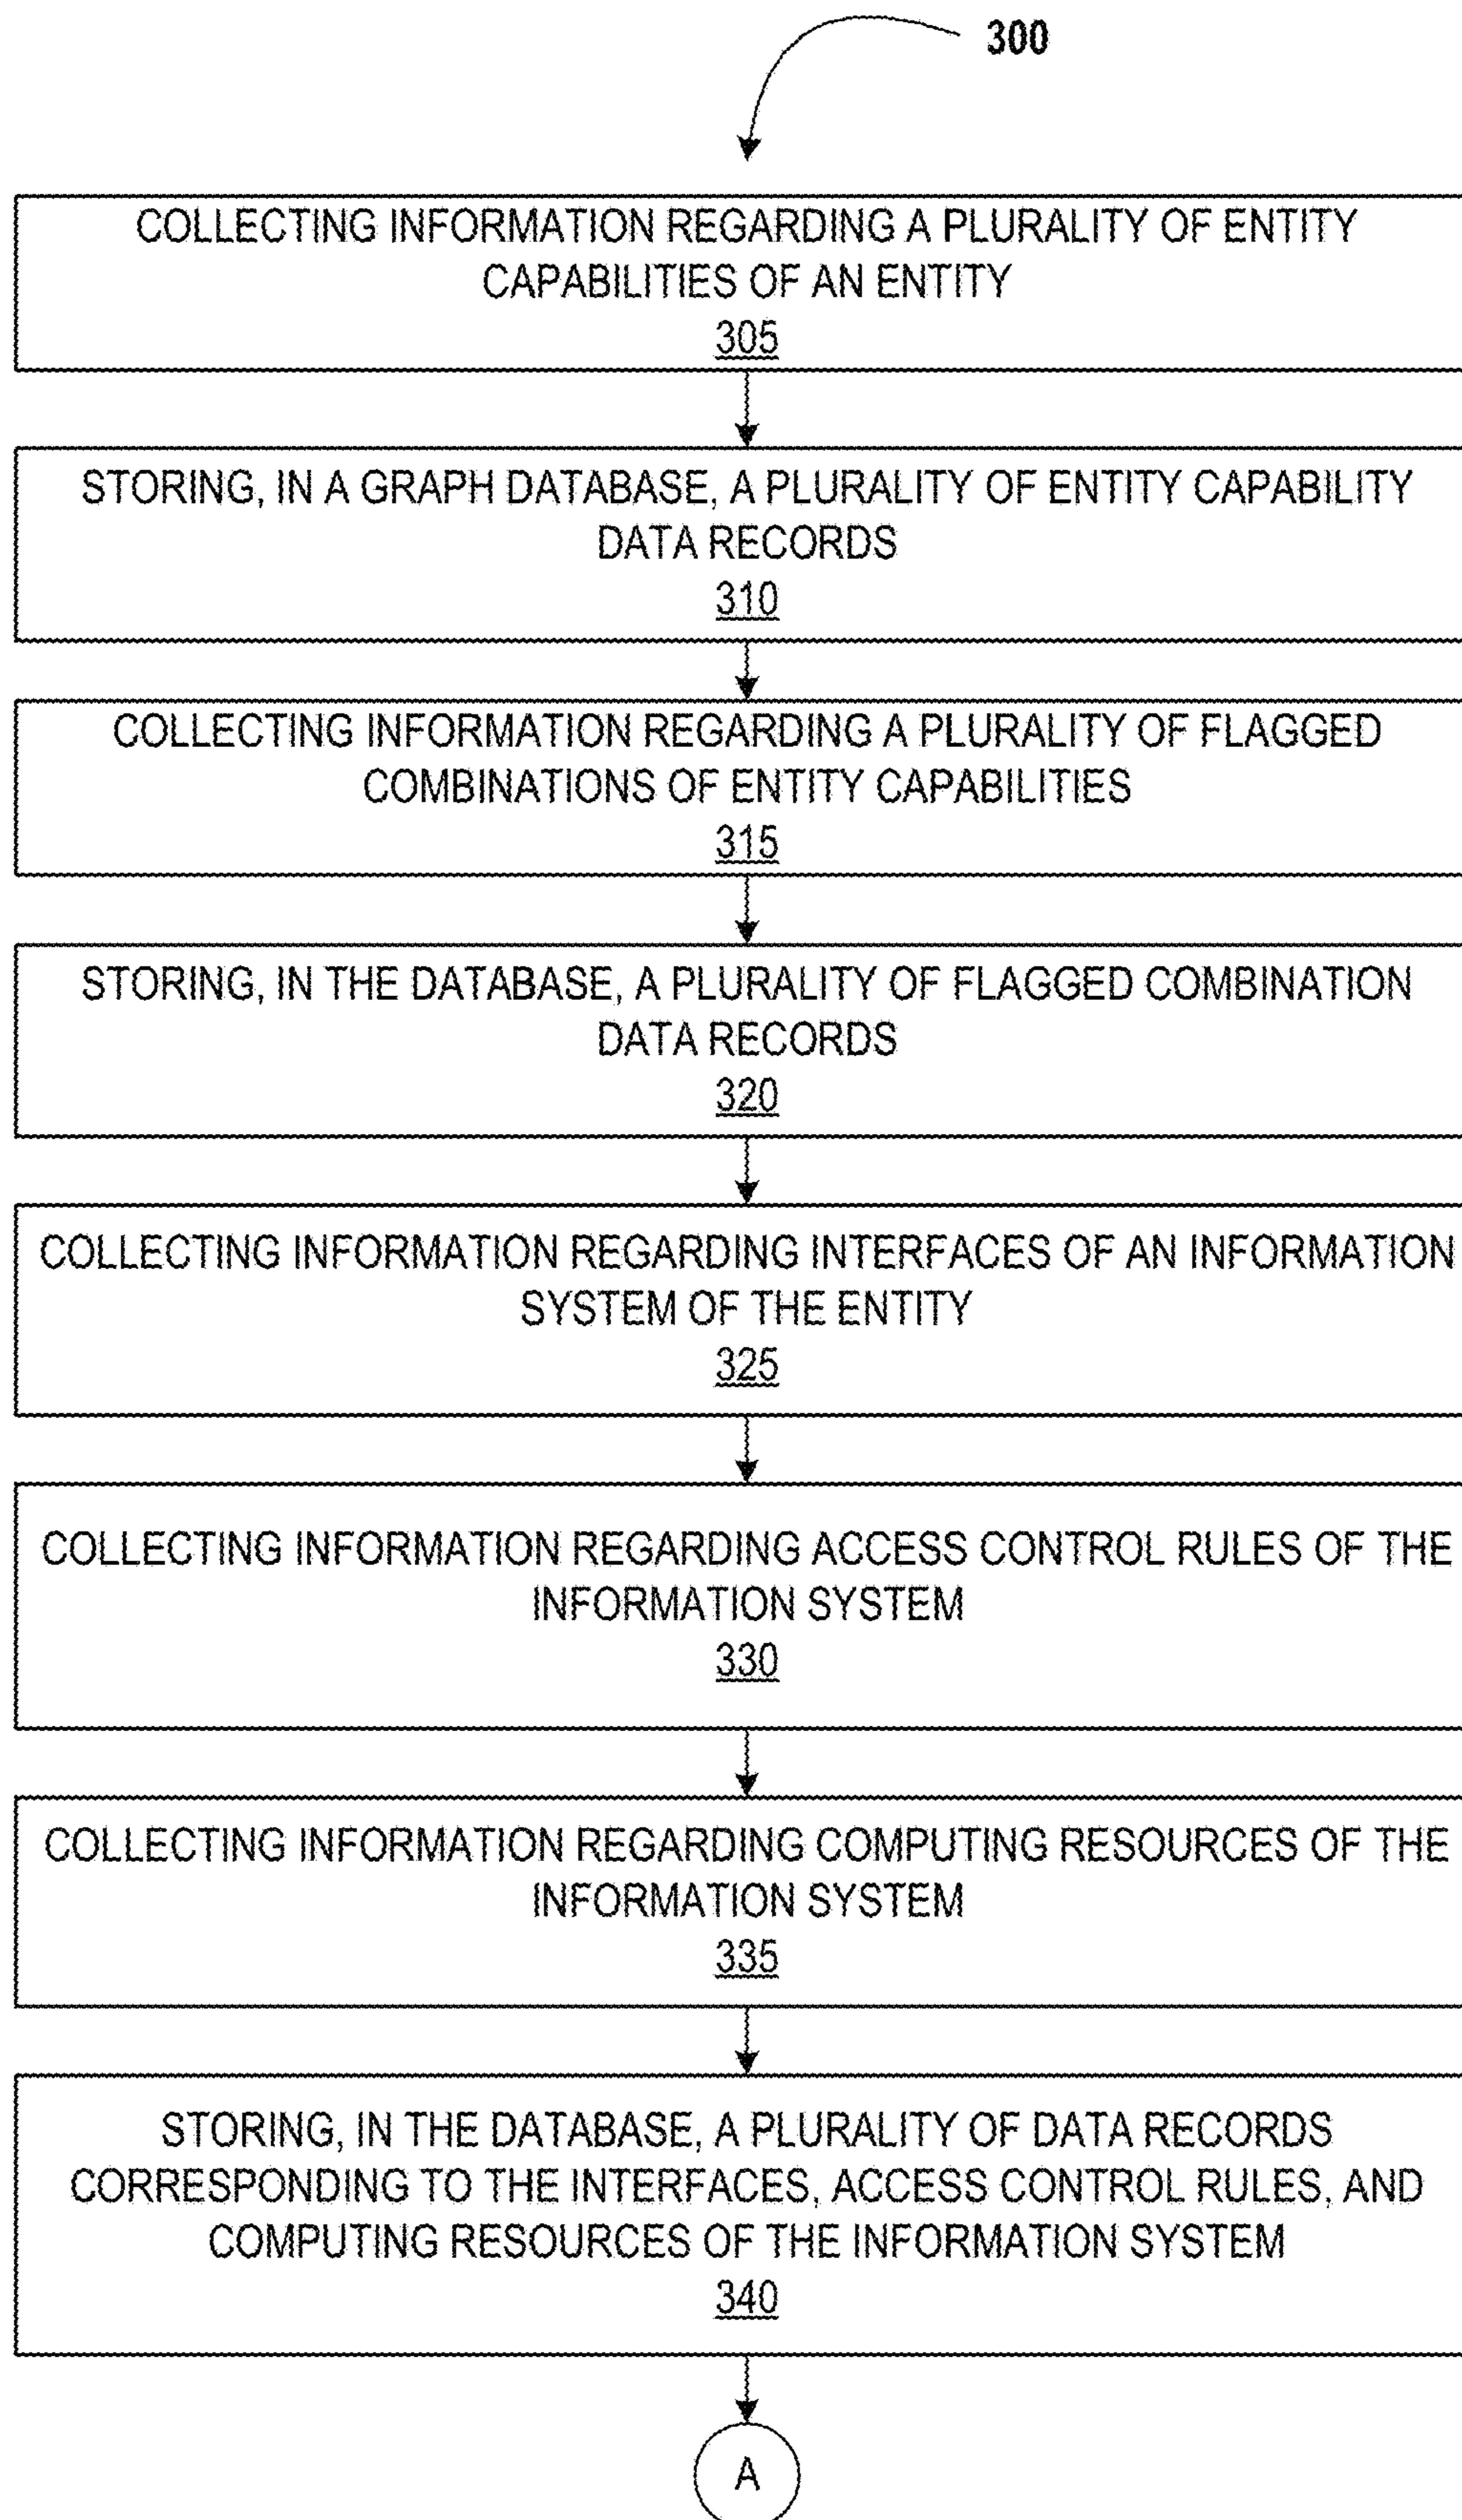 300
COLLECTING INFORMATION REGARDING A PLURALITY OF ENTITY
CAPABILITIES OF AN ENTITY
305
STORING, IN A GRAPH DATABASE, A PLURALITY OF ENTITY CAPABILITY
DATA RECORDS
310
COLLECTING INFORMATION REGARDING A PLURALITY OF FLAGGED
COMBINATIONS OF ENTITY CAPABILITIES
315
STORING, IN THE DATABASE, A PLURALITY OF FLAGGED COMBINATION
DATA RECORDS
320
COLLECTING INFORMATION REGARDING INTERFACES OF AN INFORMATION
SYSTEM OF THE ENTITY
325
COLLECTING INFORMATION REGARDING ACCESS CONTROL RULES OF THE
INFORMATION SYSTEM
330
COLLECTING INFORMATION REGARDING COMPUTING RESOURCES OF THE
INFORMATION SYSTEM
335
STORING, IN THE DATABASE, A PLURALITY OF DATA RECORDS
CORRESPONDING TO THE INTERFACES, ACCESS CONTROL RULES, AND
COMPUTING RESOURCES OF THE INFORMATION SYSTEM
340
A